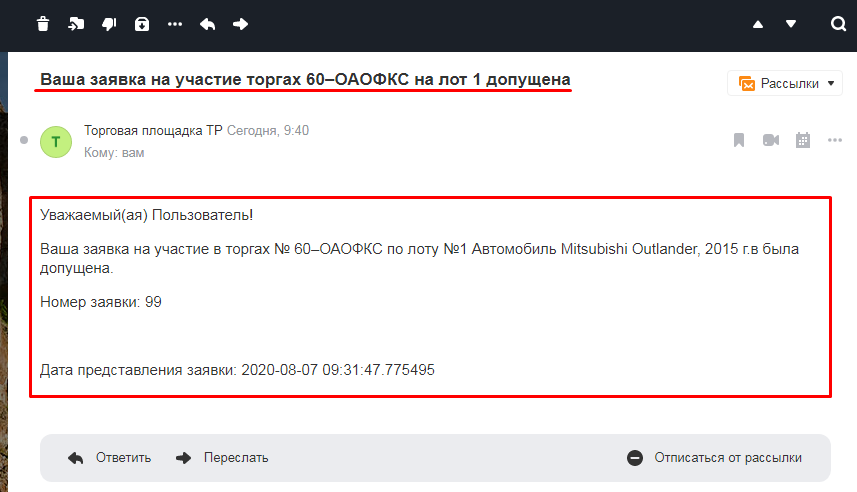 Ваша заявка на участие торгах 60–ОАОФКС на лот 1 допущена
Рассылки
Т
Торговая площадка ТР Сегодня, 9:40
Кому: вам
Уважаемый(ая) Пользователь!
Ваша заявка на участие в торгах № 60–ОАОФКС по лоту №1 Автомобиль Mitsubishi Outlander, 2015 г.в была
допущена.
Номер заявки: 99
Дата представления заявки: 2020-08-07 09:31:47.775495
Ответить
Переслать
Отписаться от рассылки